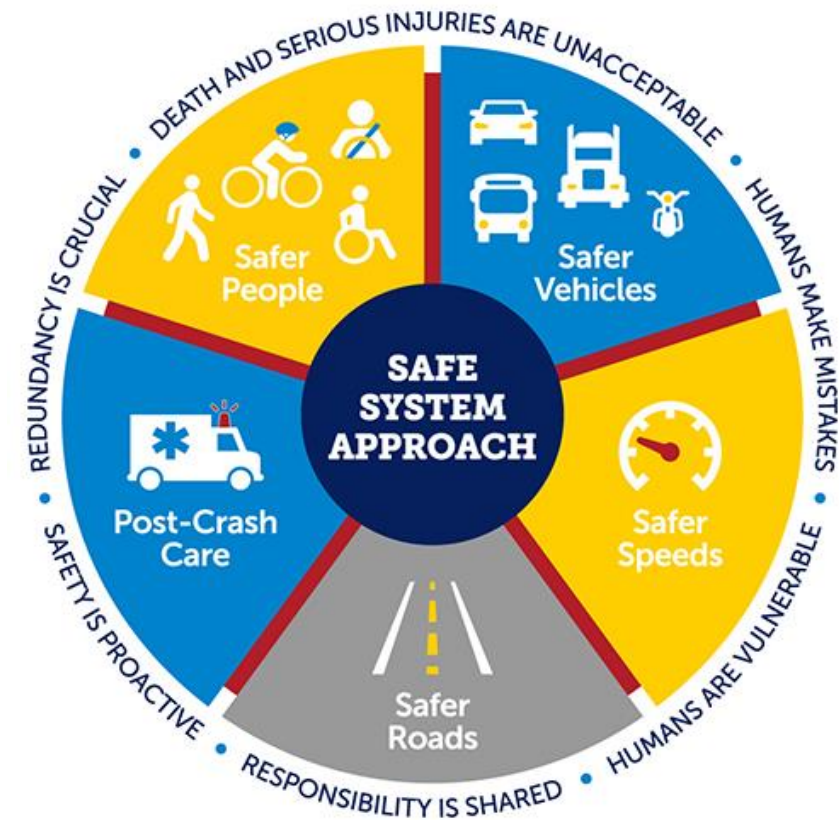 DEATH AND SERIOUS INJURIES ARE UNACCEPTABLE
HUMANS MAKE MISTAKES
HUMANS ARE VULNERABLE
RESPONSIBILITY IS SHARED
SAFETY IS PROACTIVE
REDUNDANCY IS CRUCIAL
SAFE
SYSTEM
APPROACH
Safer
People
Safer
Vehicles
Safer
Speeds
Safer
Roads
Post-Crash
Care